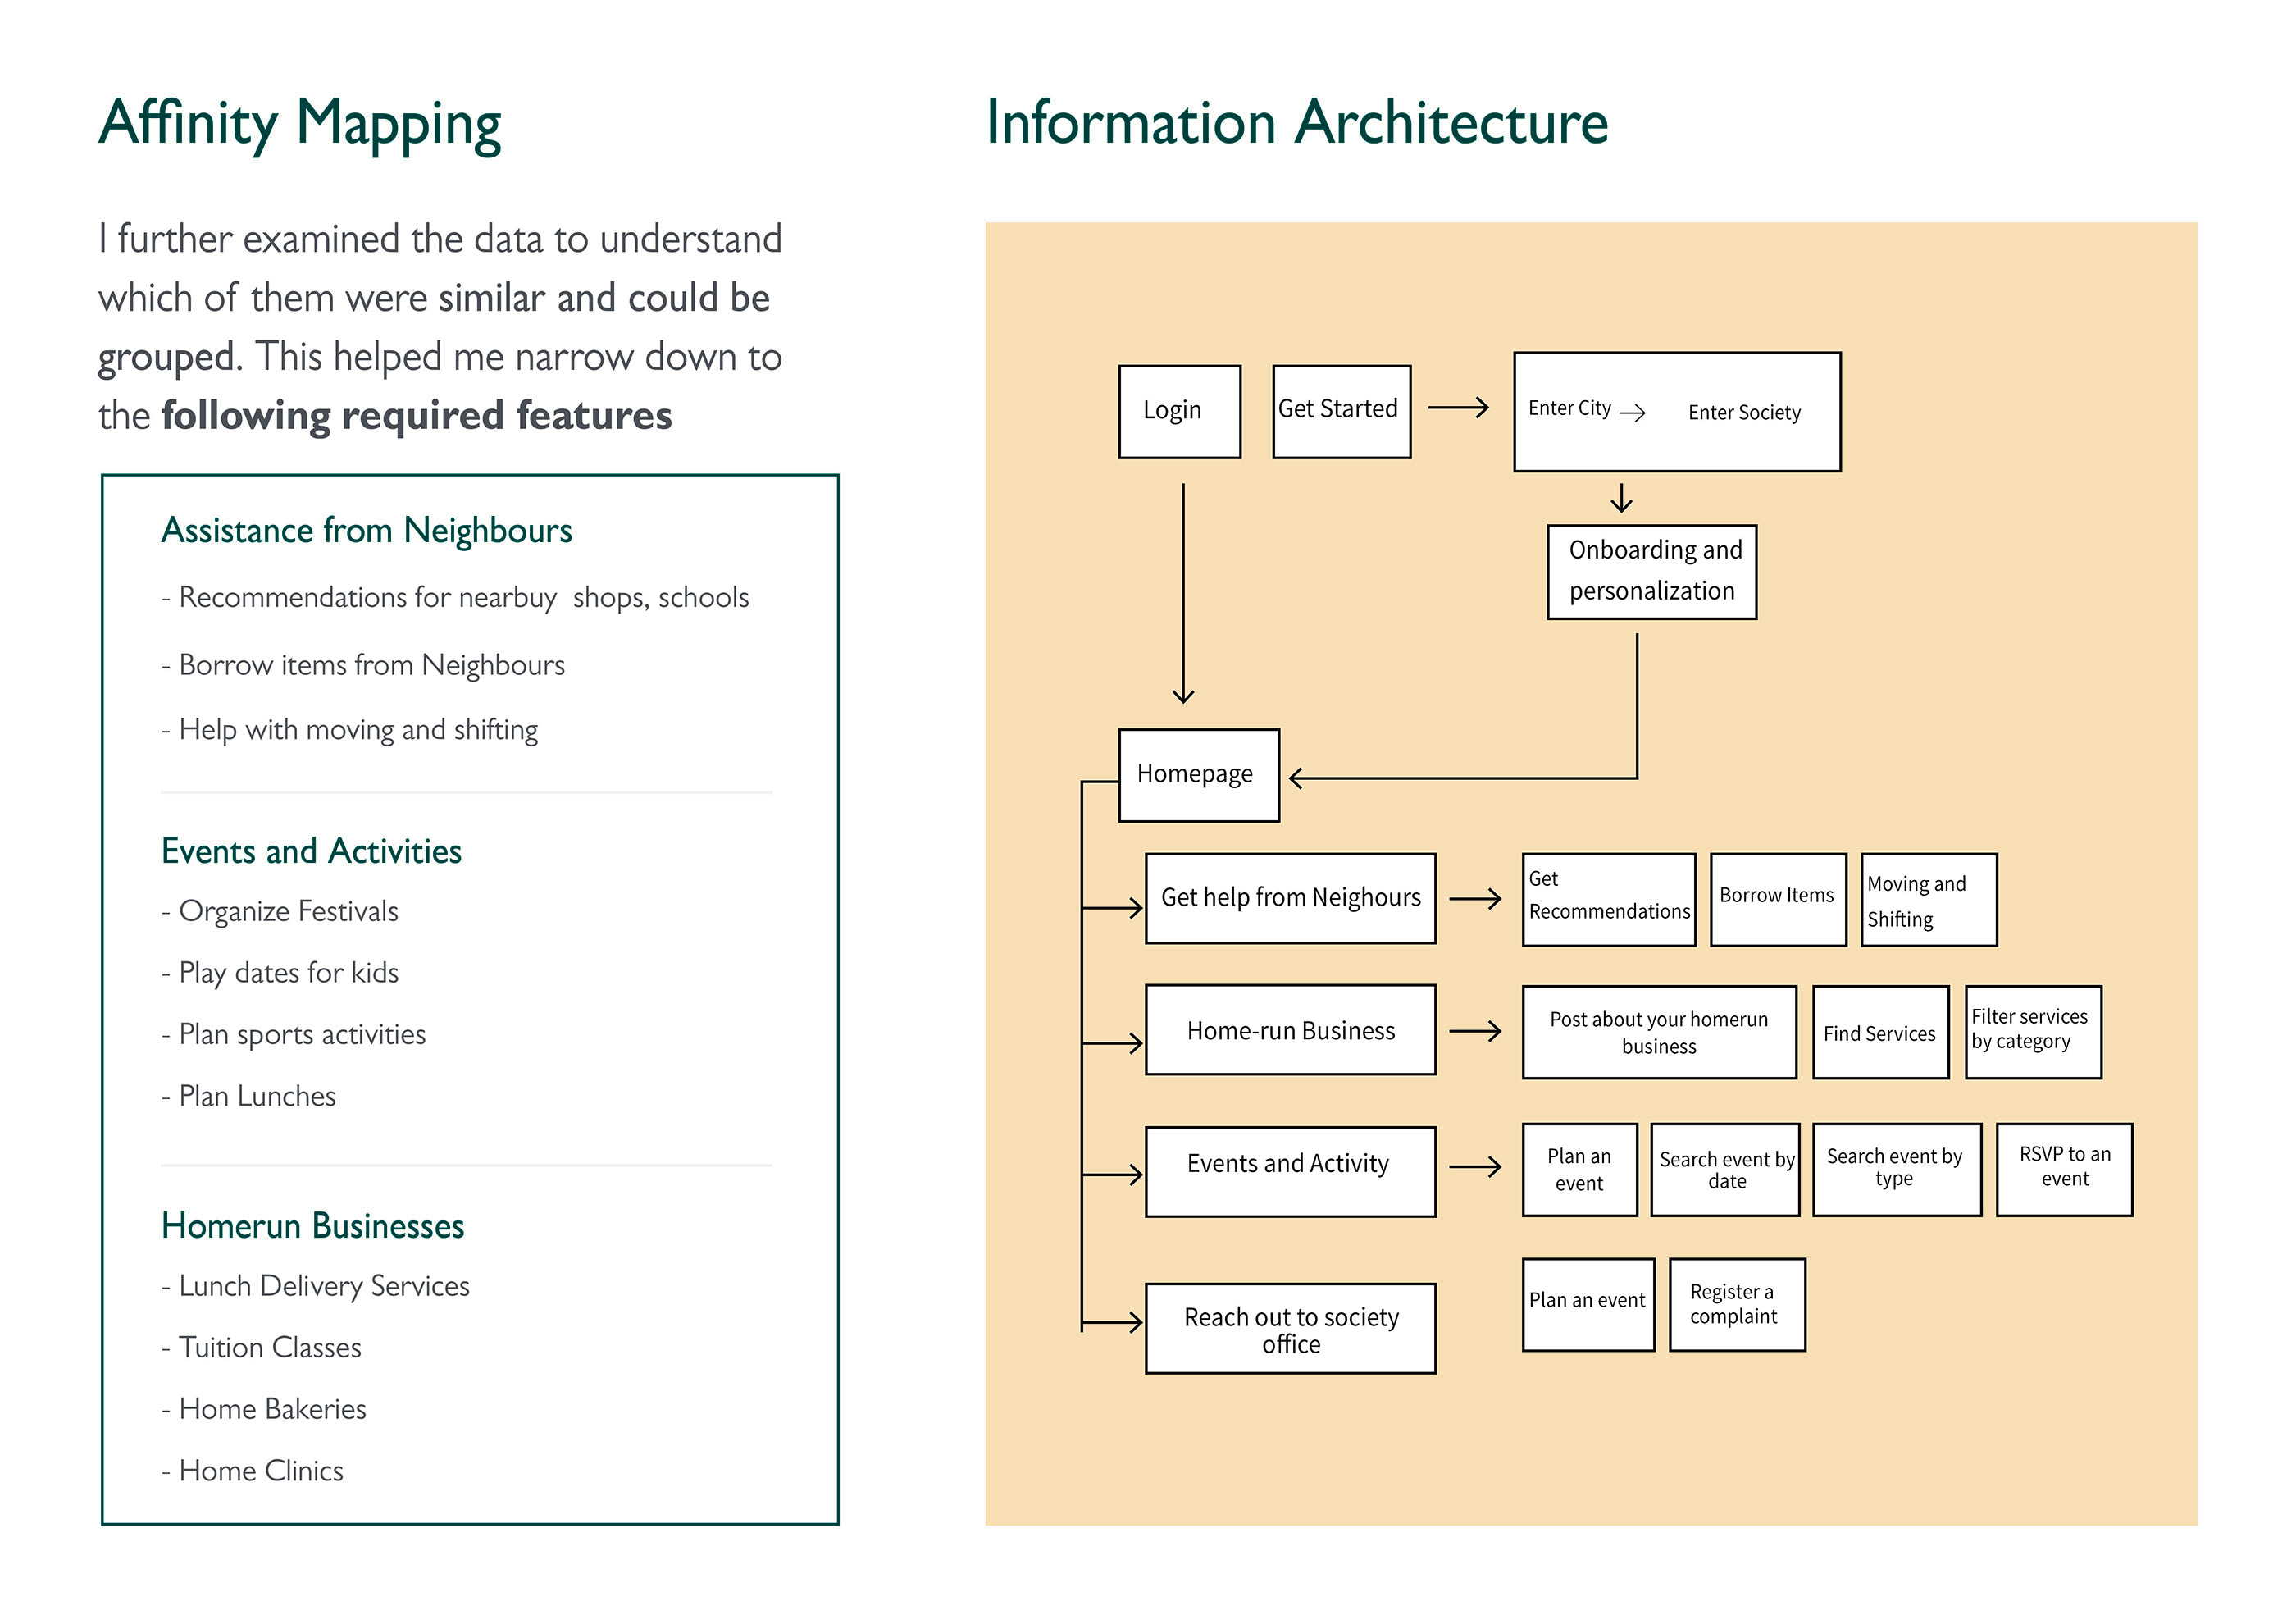 Affinity Mapping
I further examined the data to understand
which of them were similar and could be
grouped. This helped me narrow down to
the following required features
Assistance from Neighbours
- Recommendations for nearbuy shops, schools
- Borrow items from Neighbours
- Help with moving and shifting
Events and Activities
- Organize Festivals
- Play dates for kids
- Plan sports activities
- Plan Lunches
Homerun Businesses
- Lunch Delivery Services
- Tuition Classes
- Home Bakeries
- Home Clinics
Information Architecture
Login
Get Started
Enter City
Enter Society
Onboarding and
personalization
Homepage
Get help from Neighours
Get
Recommendations
Borrow Items
Moving and
Shifting
Home-run Business
Post about your homerun
business
Find Services
Filter services
by category
Events and Activity
Plan an
event
Search event by
date
Search event by
type
RSVP to an
event
Reach out to society
office
Plan an event
Register a
complaint